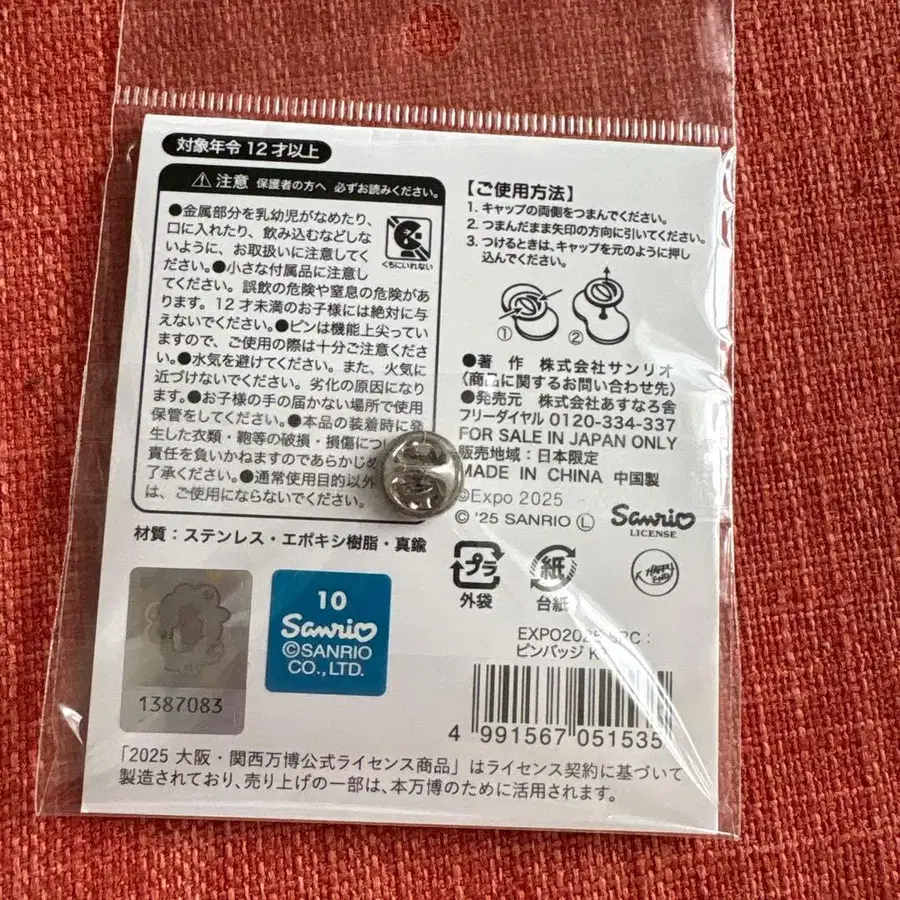 対象年令 12才以上
⚠注意 保護者の方へ 必ずお読みください。
●金属部分を乳幼児がなめたり、
口に入れたり、飲み込むなどしな
いように、お取扱いに注意してく
ださい。●小さな付属品に注意し
てください。誤飲の危険や窒息の危険があ
ります。12才未満のお子様には絶対に与
えないでください。●ピンは機能上尖ってい
ますので、ご使用の際は十分ご注意くださ
い。●水気を避けてください。また、火気に
近づけないでください。劣化の原因になり
ます。●お子様の手の届かない場所で使用
保管をしてください。●本品の装着時に発
生した衣類・鞄等の破損・損傷につい
責任を負いかねますのであらかじめ
了承ください。●通常使用目的以外
は、ご使用にならないでください。
くちにいれない
材質：ステンレス・エポキシ樹脂・真鍮
【ご使用方法】
1. キャップの両側をつまんでください。
2. つまんだまま矢印の方向に引いてください。
3. つけるときは、キャップを元のように押し
込んでください。
① ②
●著 作 株式会社サンリオ
〈商品に関するお問い合わせ先〉
●発売元 株式会社あすなろ舎
フリーダイヤル 0120-334-337
FOR SALE IN JAPAN ONLY
販売地域：日本限定
MADE IN CHINA 中国製
©Expo 2025
© '25 SANRIO Ⓛ
Sanrio
LICENSE
プラ
外袋
紙
台紙
HAPPY END
1387083
10
Sanrio
©SANRIO
CO.,LTD.
EXPO2025
ピンバッジ K
4 991567 051535
「2025 大阪・関西万博公式ライセンス商品」はライセンス契約に基づいて
製造されており、売り上げの一部は、本万博のために活用されます。